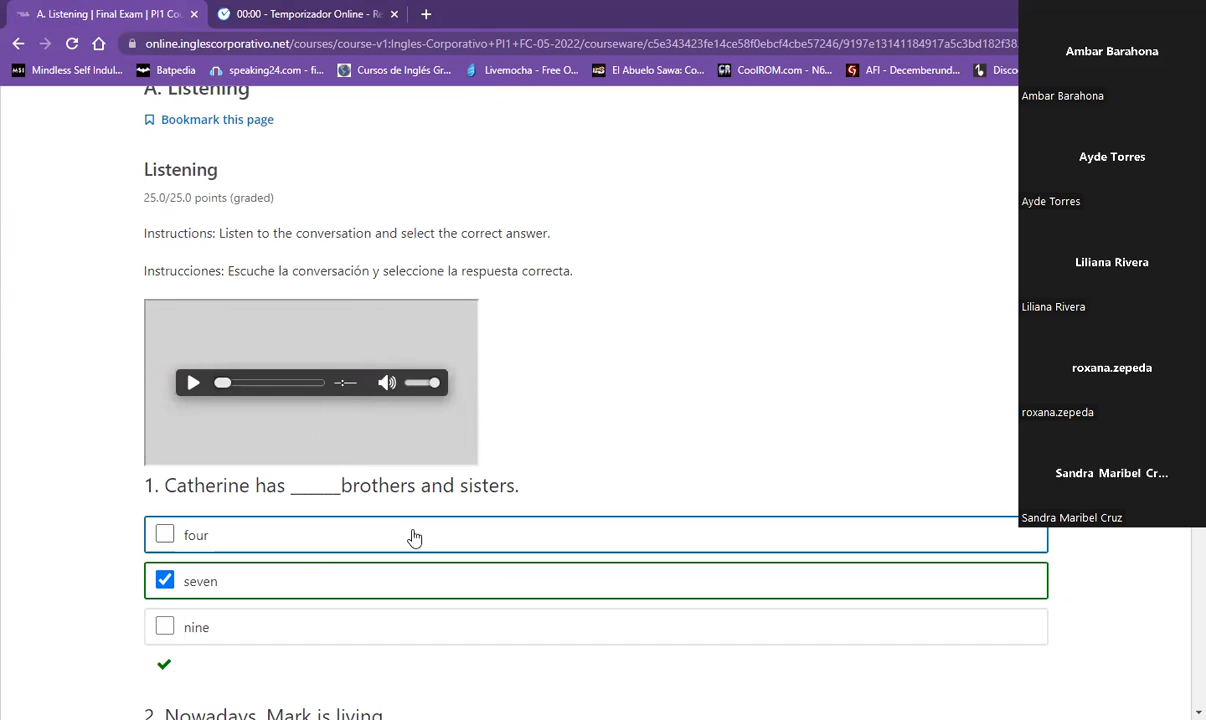 A. Listening | Final Exam | PI1 Co
00:00 - Temporizador Online - Re
online.inglescorporativo.net/courses/course-v1:Ingles-Corporativo+PI1+FC-05-2022/courseware/c5e343423fe14ce58f0ebcf4cbe57246/9197e13141184917a5c3bd182f38
MSI Mindless Self Indul...
Batpedia
speaking24.com - fi...
Cursos de Inglés Gr...
Livemocha - Free O...
El Abuelo Sawa: Co...
CoolROM.com - N6...
AFI - Decemberund...
Disco
A. Listening
Bookmark this page
Listening
25.0/25.0 points (graded)
Instructions: Listen to the conversation and select the correct answer.
Instrucciones: Escuche la conversación y seleccione la respuesta correcta.
-:--
1. Catherine has ______brothers and sisters.
four
seven
nine
2. Nowadays, Mark is living
Ambar Barahona
Ambar Barahona
Ayde Torres
Ayde Torres
Liliana Rivera
Liliana Rivera
roxana.zepeda
roxana.zepeda
Sandra Maribel Cr...
Sandra Maribel Cruz